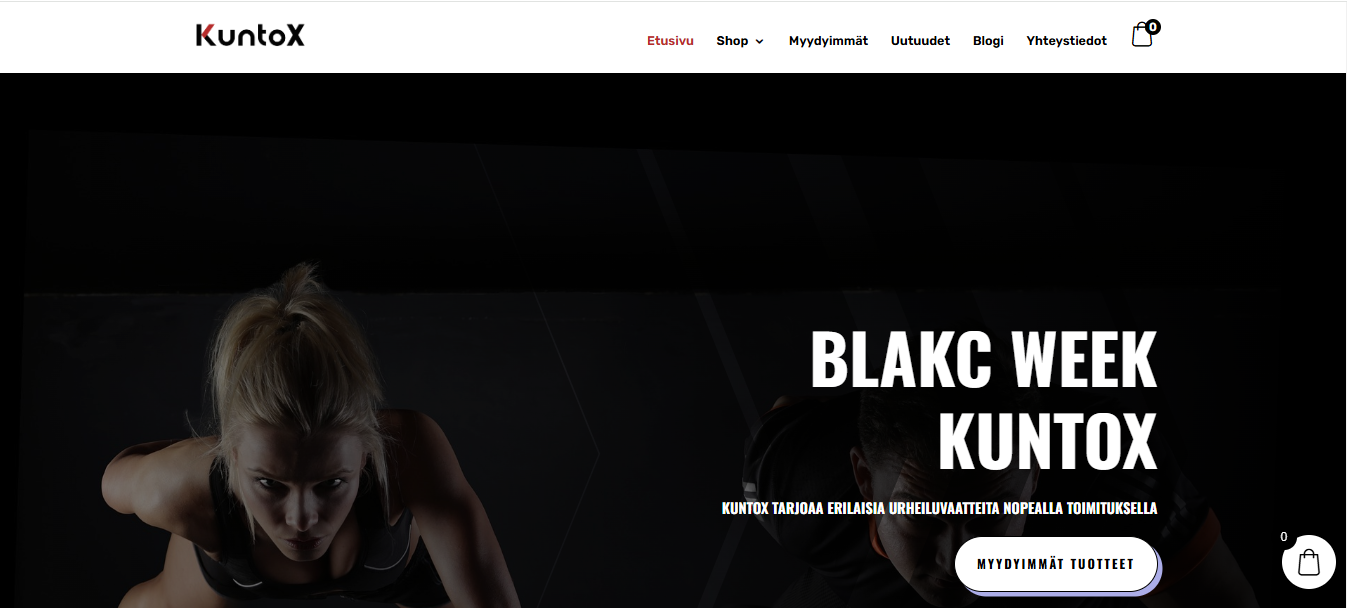 KuntoX
Etusivu Shop Myydyimmät Uutuudet Blogi Yhteystiedot 0
BLAKC WEEK
KUNTOX
KUNTOX TARJOAA ERILAISIA URHEILUVAATTEITA NOPEALLA TOIMITUKSELLA
MYYDYIMMÄT TUOTTEET
0